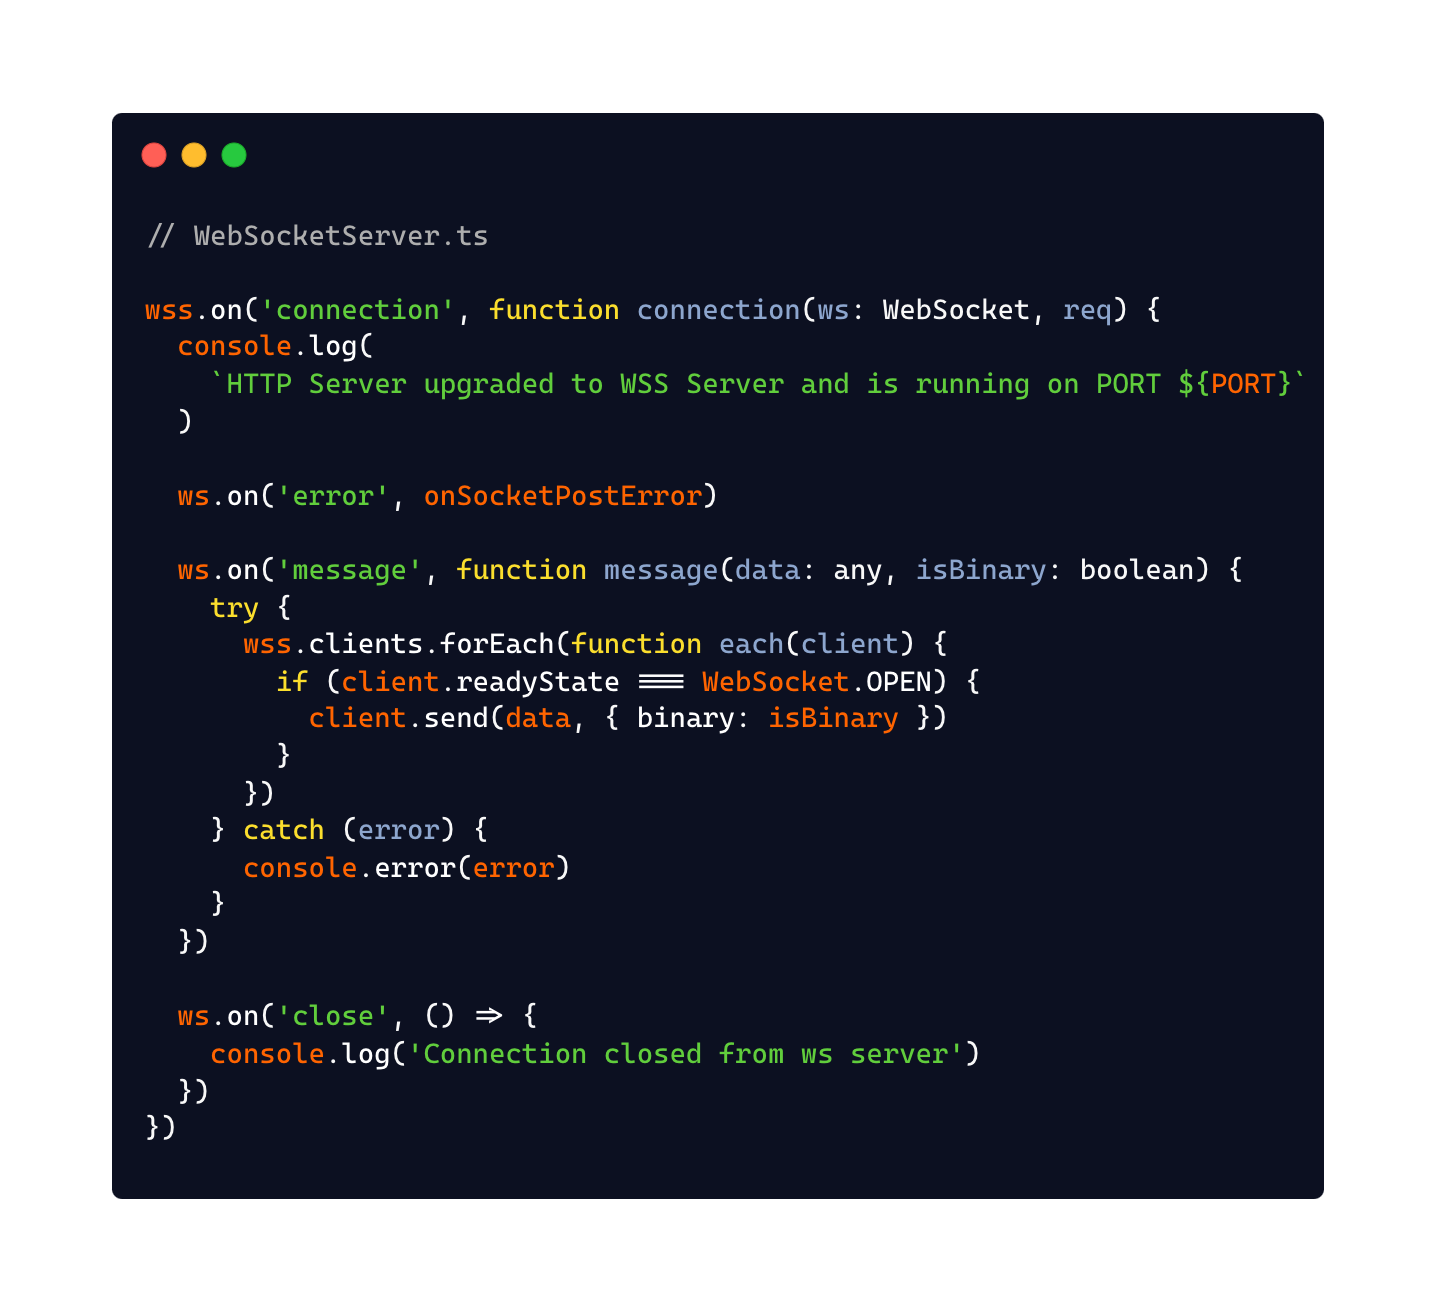 // WebSocketServer.ts
wss.on('connection', function connection(ws: WebSocket, req) {
console.log(
`HTTP Server upgraded to WSS Server and is running on PORT ${PORT}`
)
ws.on('error', onSocketPostError)
ws.on('message', function message(data: any, isBinary: boolean) {
try {
wss.clients.forEach(function each(client) {
if (client.readyState === WebSocket.OPEN) {
client.send(data, { binary: isBinary })
}
})
} catch (error) {
console.error(error)
}
})
ws.on('close', () => {
console.log('Connection closed from ws server')
})
})